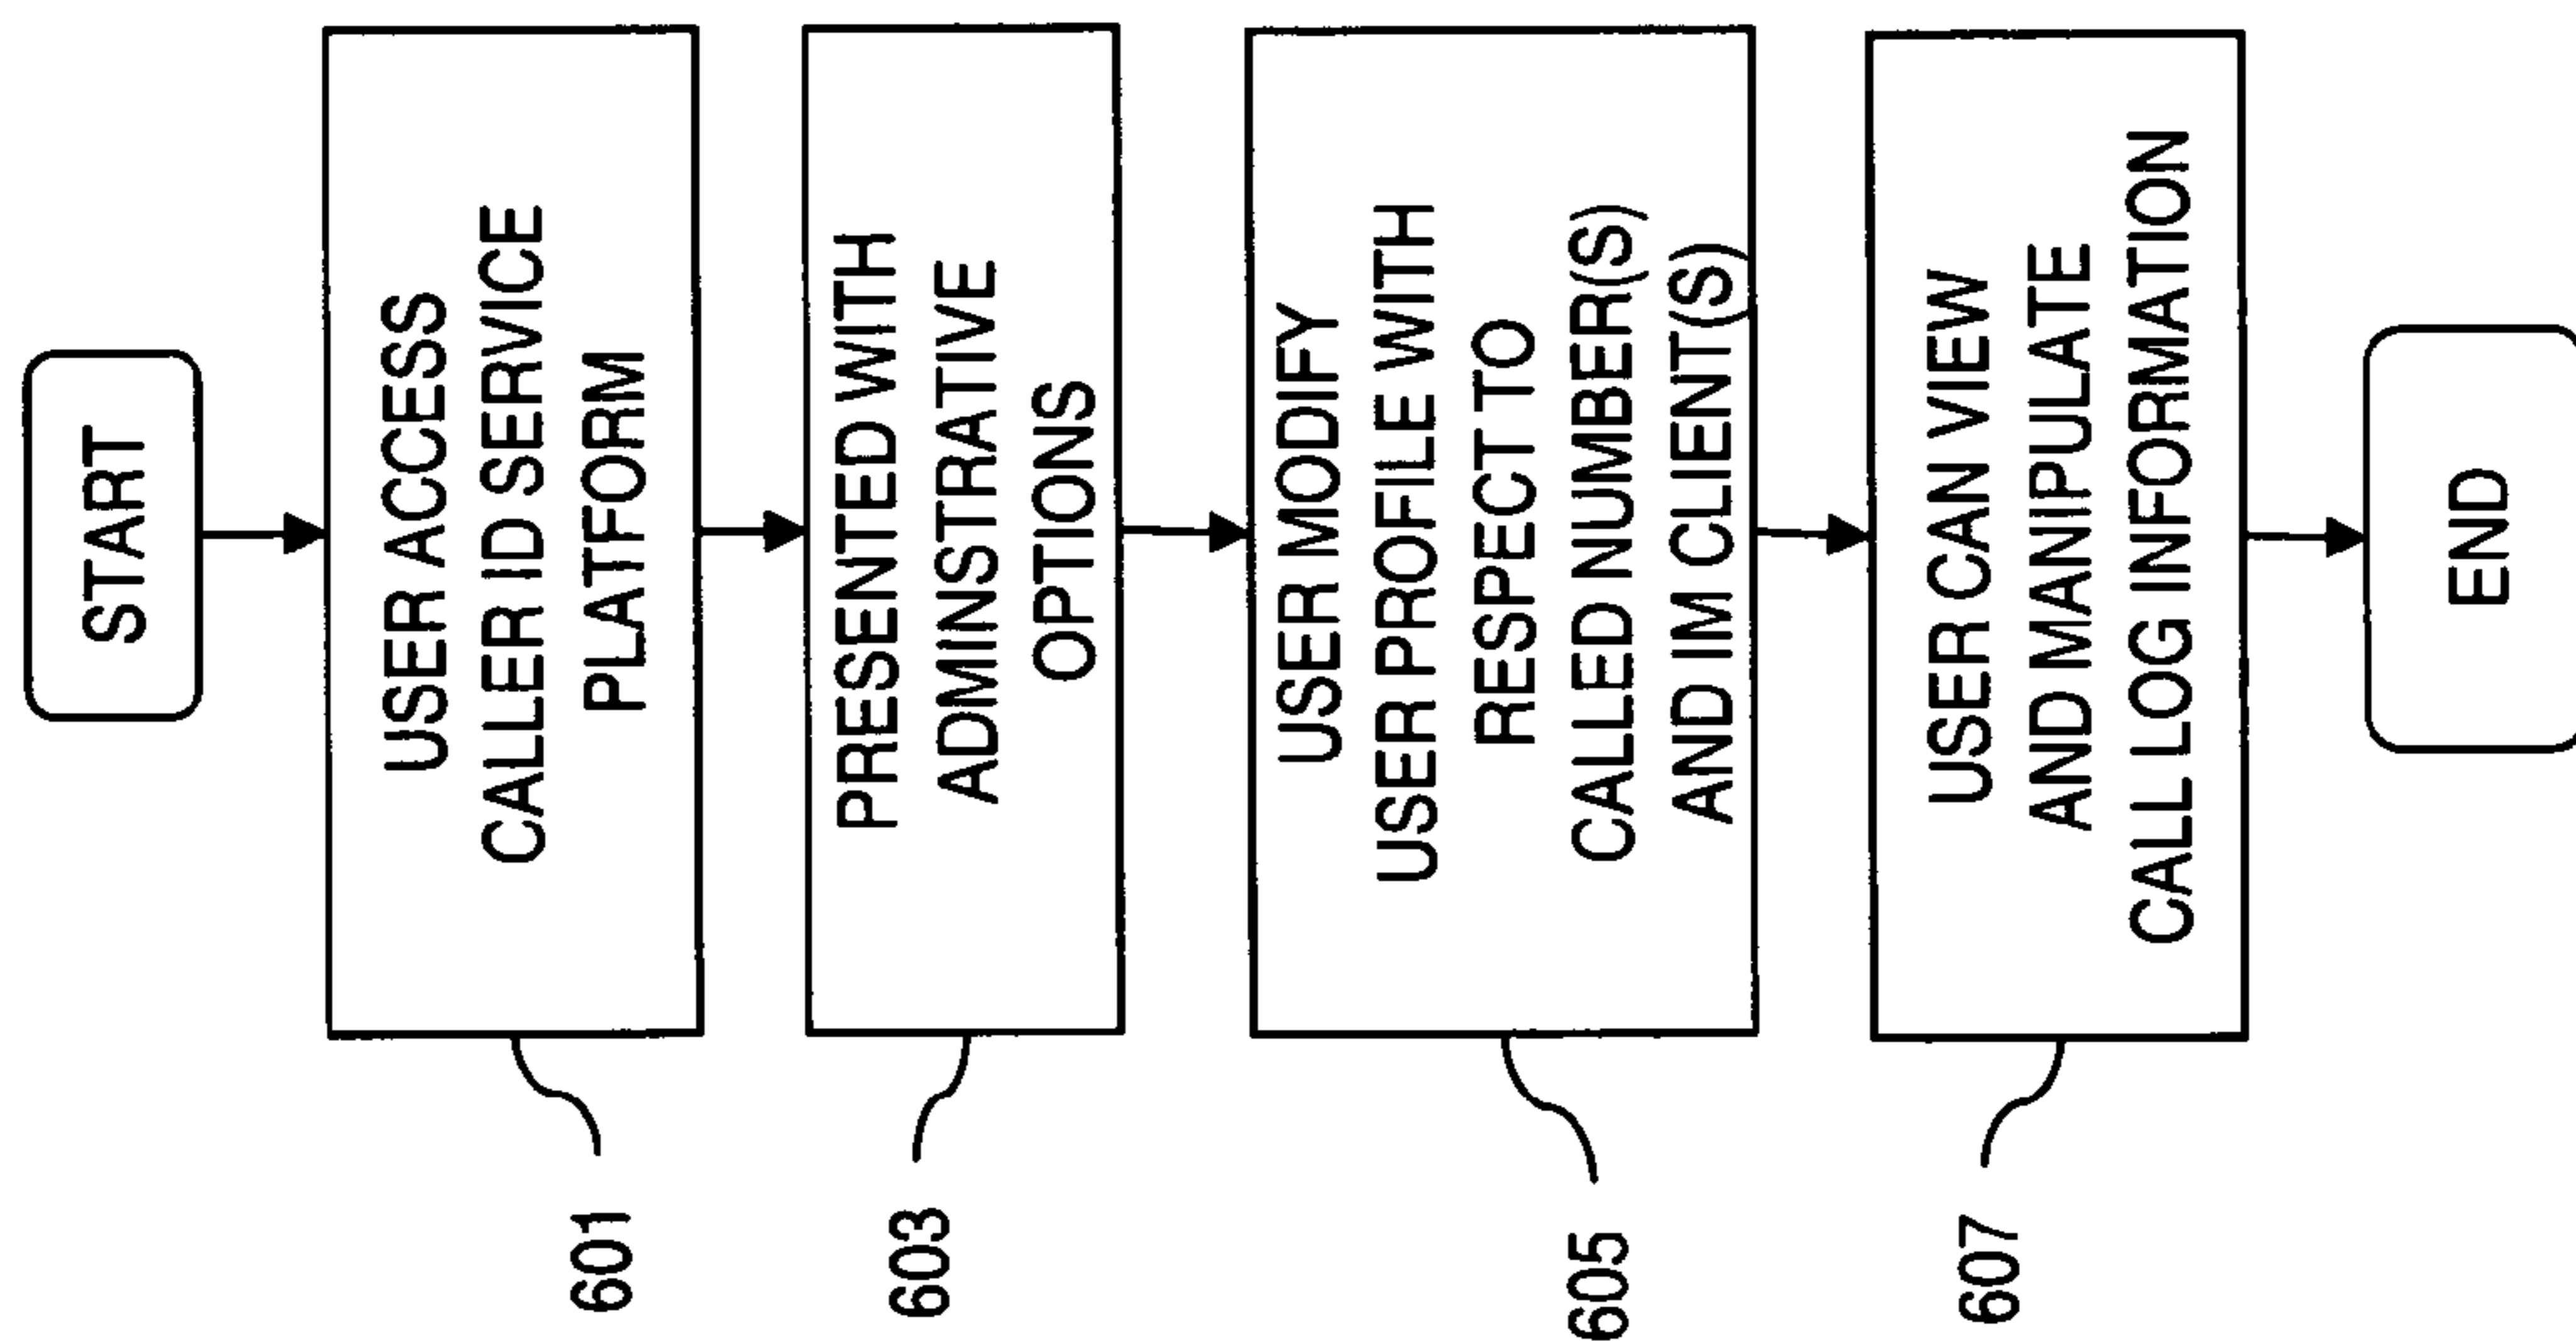 START
USER ACCESS
CALLER ID SERVICE
PLATFORM
601
PRESENTED WITH
ADMINSTRATIVE
OPTIONS
603
USER MODIFY
USER PROFILE WITH
RESPECT TO
CALLED NUMBER(S)
AND IM CLIENT(S)
605
USER CAN VIEW
AND MANIPULATE
CALL LOG INFORMATION
607
END